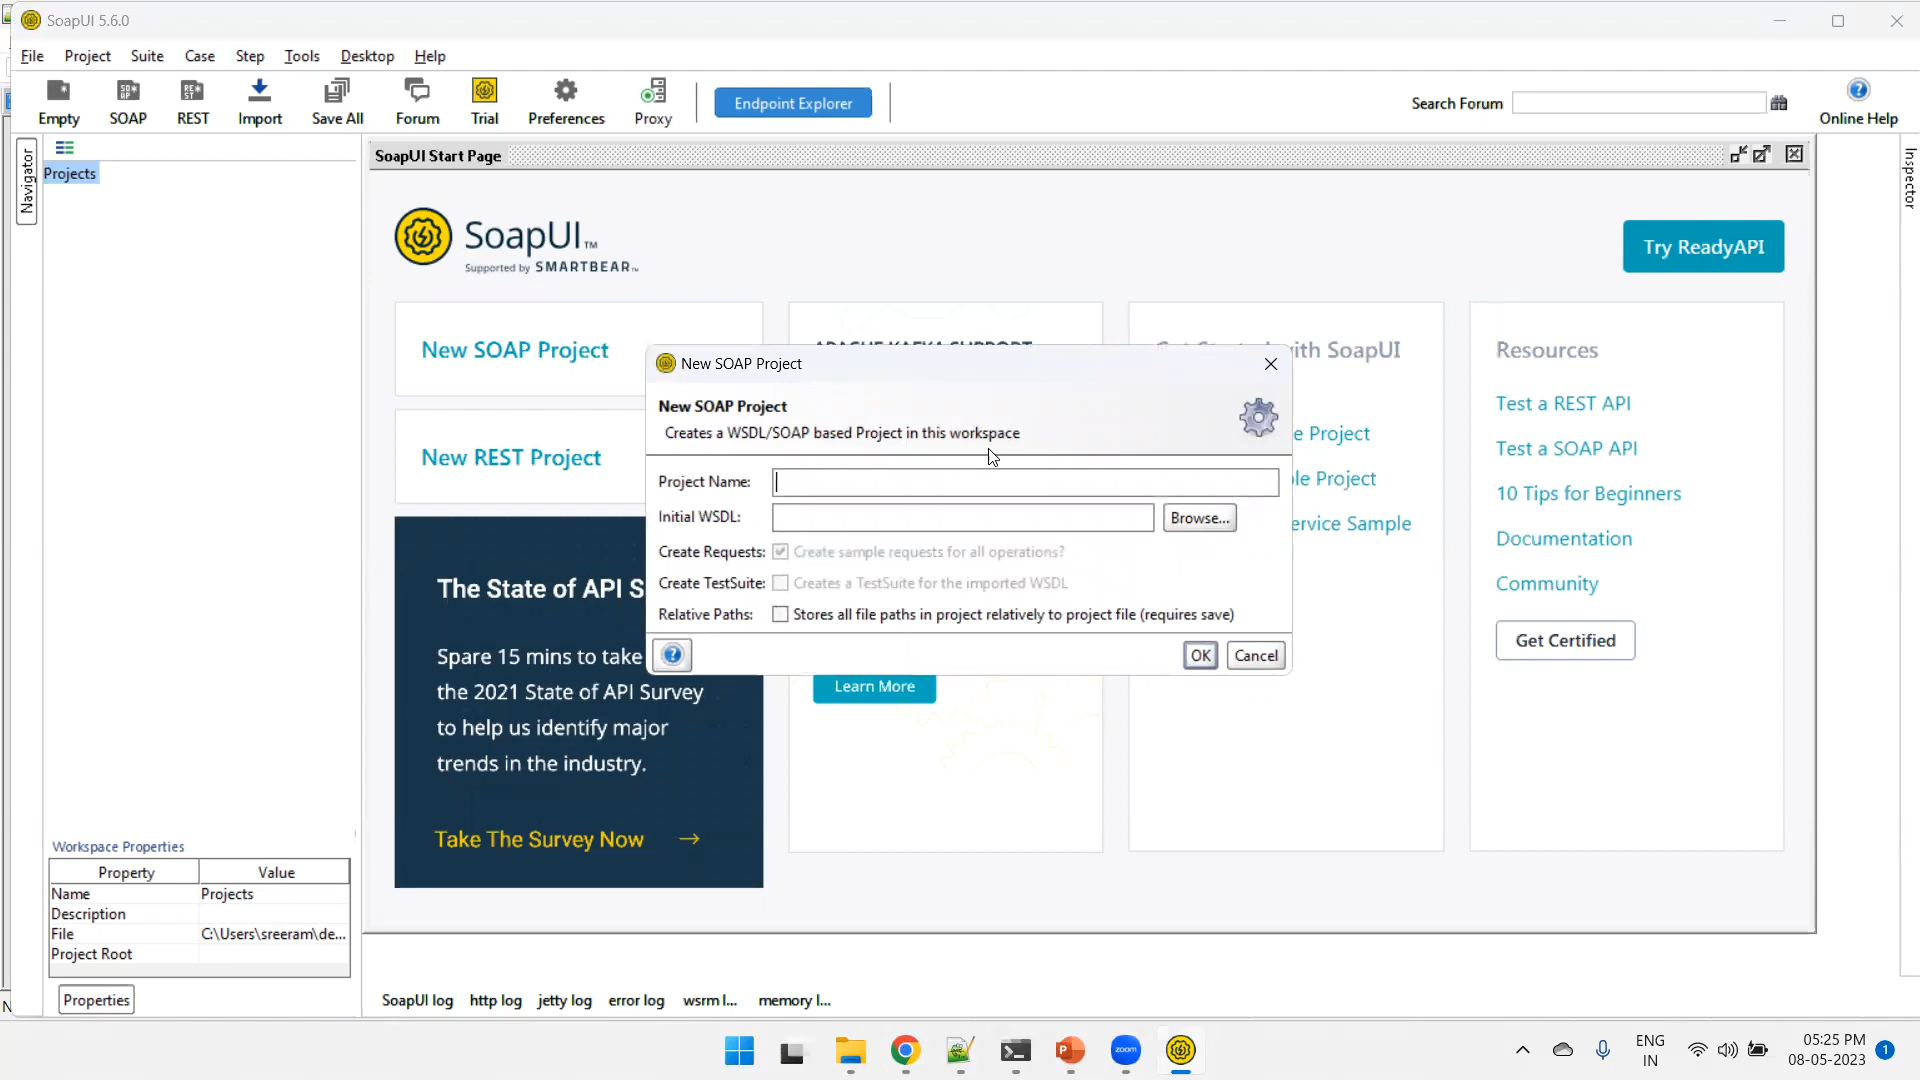 SoapUI 5.6.0
File Project Suite Case Step Tools Desktop Help
Empty SOAP REST Import Save All Forum Trial Preferences Proxy Endpoint Explorer Search Forum Online Help
Navigator
Projects
SoapUI Start Page
Inspector
SoapUI™
Supported by SMARTBEAR™
Try ReadyAPI
New SOAP Project
New REST Project
The State of API S
Spare 15 mins to take
the 2021 State of API Survey
to help us identify major
trends in the industry.
Take The Survey Now →
Learn More
with SoapUI
e Project
le Project
ervice Sample
Resources
Test a REST API
Test a SOAP API
10 Tips for Beginners
Documentation
Community
Get Certified
New SOAP Project
New SOAP Project
Creates a WSDL/SOAP based Project in this workspace
Project Name:
Initial WSDL: Browse...
Create Requests: Create sample requests for all operations?
Create TestSuite: Creates a TestSuite for the imported WSDL
Relative Paths: Stores all file paths in project relatively to project file (requires save)
OK Cancel
Workspace Properties
Property Value
Name Projects
Description
File C:\Users\sreeram\de...
Project Root
Properties
SoapUI log http log jetty log error log wsrm l... memory l...
zoom
ENG
IN
05:25 PM
08-05-2023
1